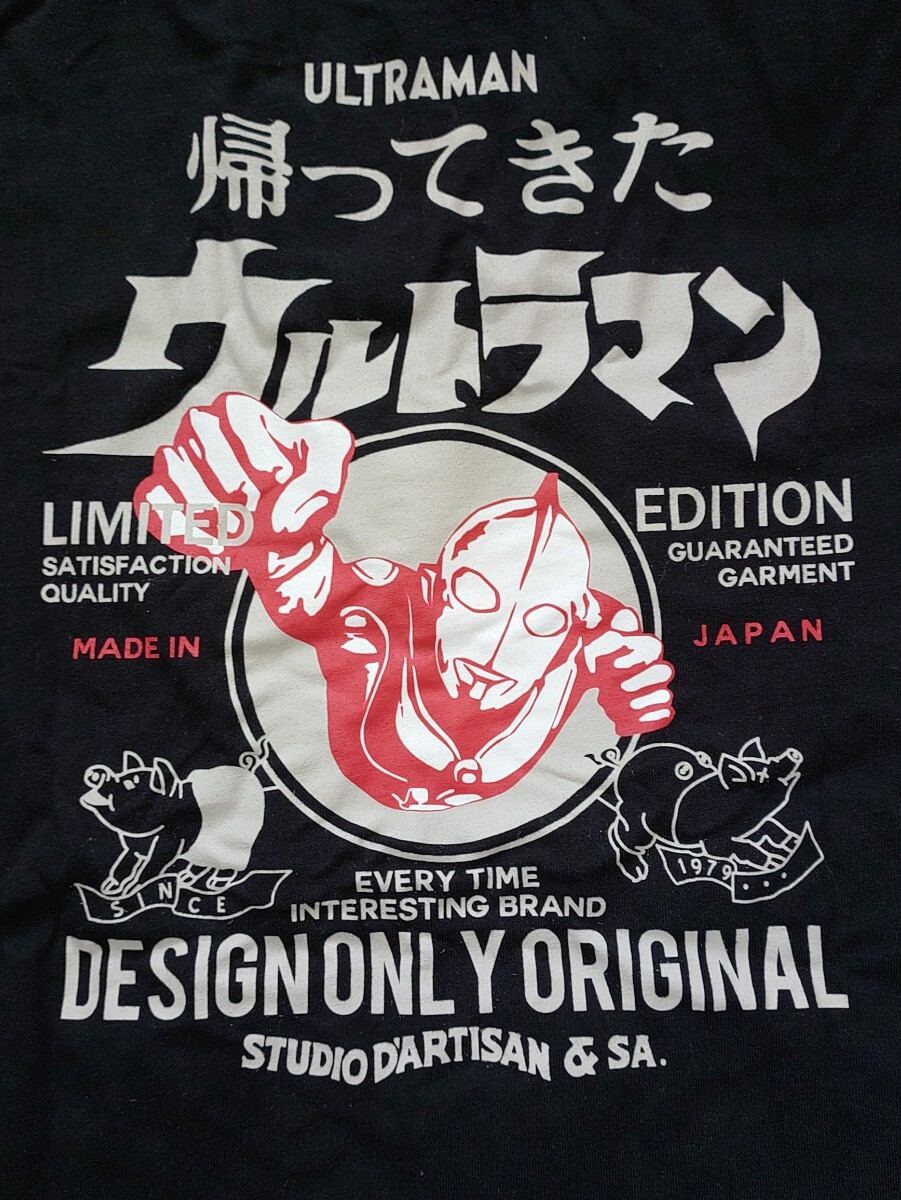 ULTRAMAN
帰ってきた
ウルトラマン
LIMITED
SATISFACTION
QUALITY
EDITION
GUARANTEED
GARMENT
MADE IN
JAPAN
SINCE
1979
EVERY TIME
INTERESTING BRAND
DESIGN ONLY ORIGINAL
STUDIO D'ARTISAN & SA.